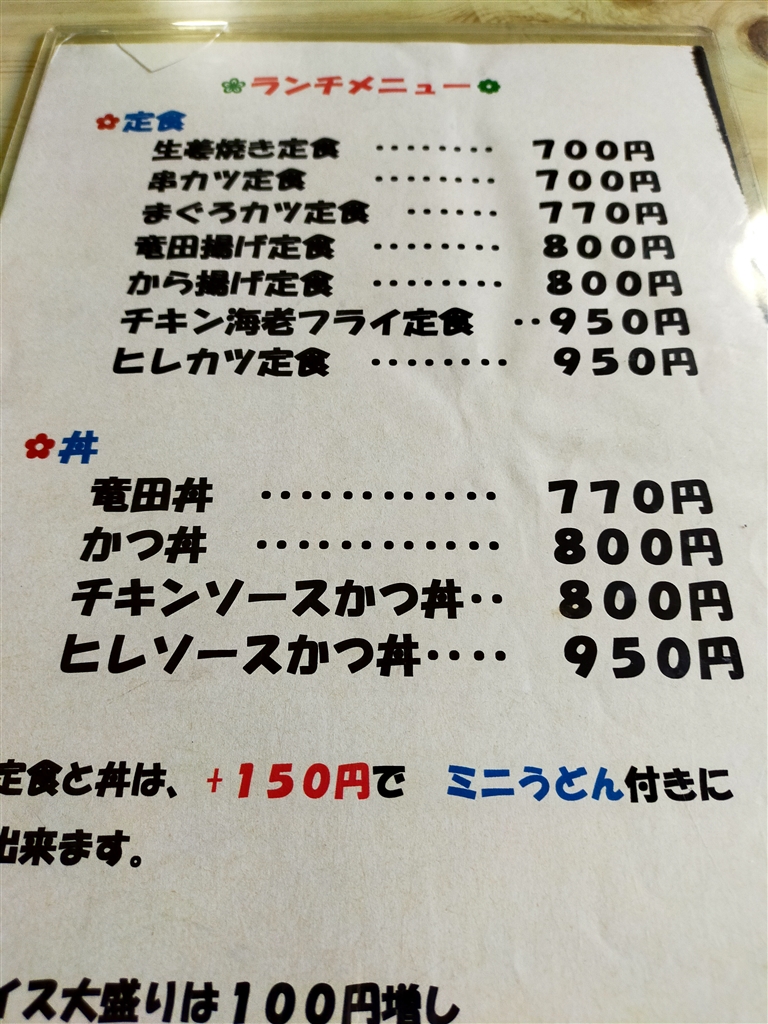 ランチメニュー
定食
生姜焼き定食 ‥‥‥‥ 700円
串カツ定食 ‥‥‥‥ 700円
まぐろカツ定食 ‥‥‥ 770円
竜田揚げ定食 ‥‥‥‥ 800円
から揚げ定食 ‥‥‥‥ 800円
チキン海老フライ定食 ‥950円
ヒレカツ定食 ‥‥‥‥ 950円
丼
竜田丼 ‥‥‥‥‥‥ 770円
かつ丼 ‥‥‥‥‥‥ 800円
チキンソースかつ丼‥ 800円
ヒレソースかつ丼‥‥ 950円
定食と丼は、+150円で ミニうどん付きに
出来ます。
イス大盛りは100円増し